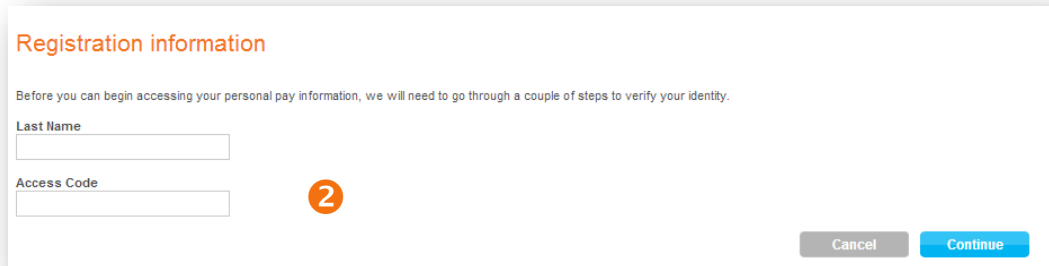 Registration information
Before you can begin accessing your personal pay information, we will need to go through a couple of steps to verify your identity.
Last Name
Access Code
2
Cancel Continue